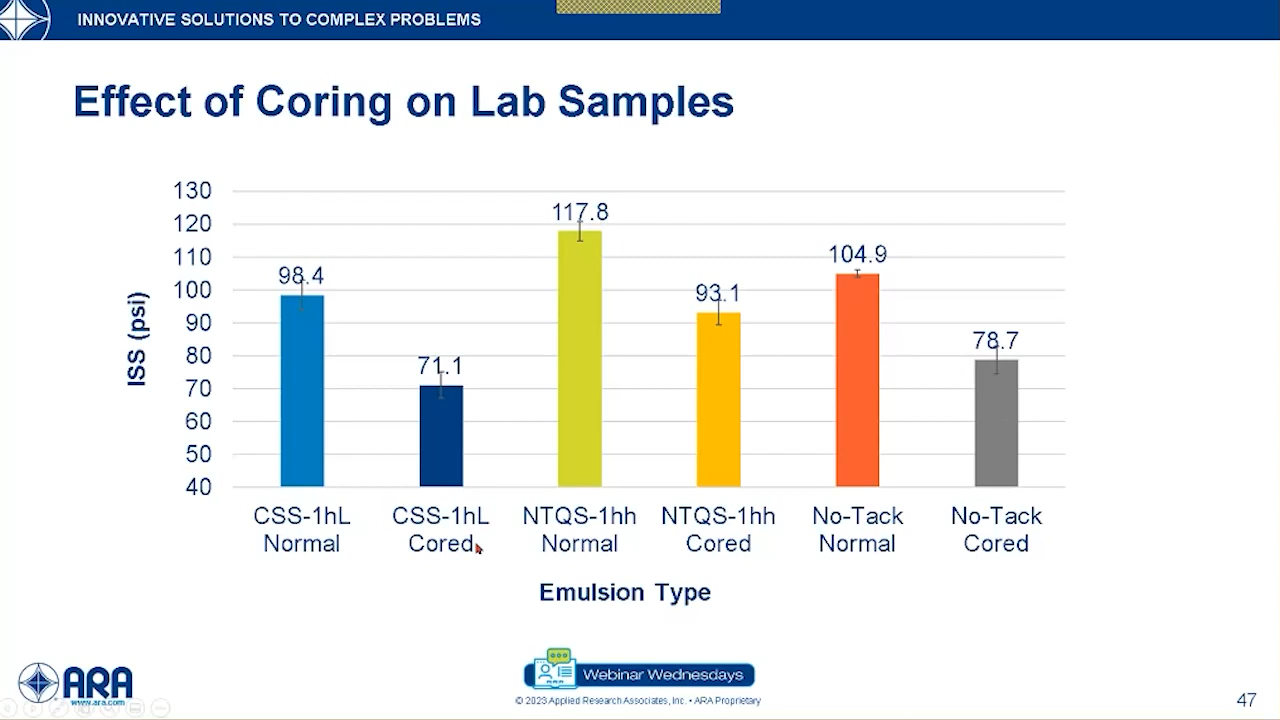 INNOVATIVE SOLUTIONS TO COMPLEX PROBLEMS
Effect of Coring on Lab Samples
130
120
110
100
90
80
70
60
50
40
ISS (psi)
98.4
71.1
117.8
93.1
104.9
78.7
CSS-1hL Normal
CSS-1hL Cored
NTQS-1hh Normal
NTQS-1hh Cored
No-Tack Normal
No-Tack Cored
Emulsion Type
ARA
www.ara.com
Webinar Wednesdays
© 2023 Applied Research Associates, Inc. • ARA Proprietary
47